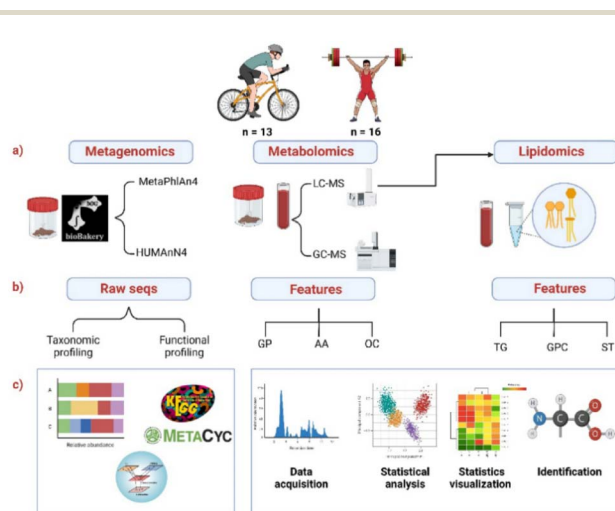 n = 13
n = 16
a)
Metagenomics
Metabolomics
Lipidomics
MetaPhlAn4
bioBakery
HUMAnN4
LC-MS
GC-MS
b)
Raw seqs
Features
Features
Taxonomic
profiling
Functional
profiling
GP
AA
OC
TG
GPC
ST
c)
A
B
C
Relative abundance
KEGG
METACYC
Data
acquisition
Statistical
analysis
Statistics
visualization
Identification
H
H
N
C
C
O
O
H